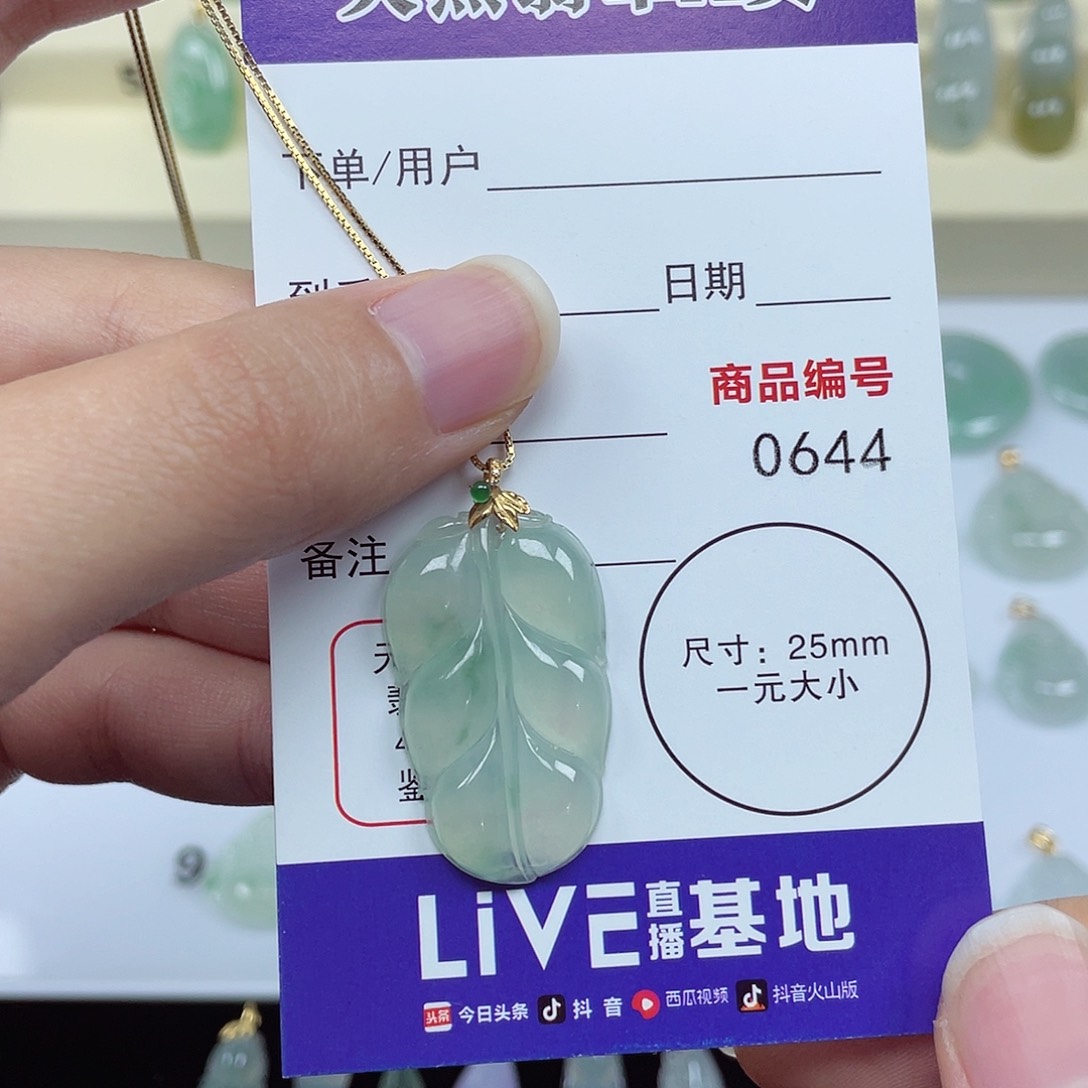 下单/用户
日期
商品编号
0644
备注
尺寸：25mm
一元大小
LiVE直播基地
头条 今日头条 抖音 西瓜视频 抖音火山版
9